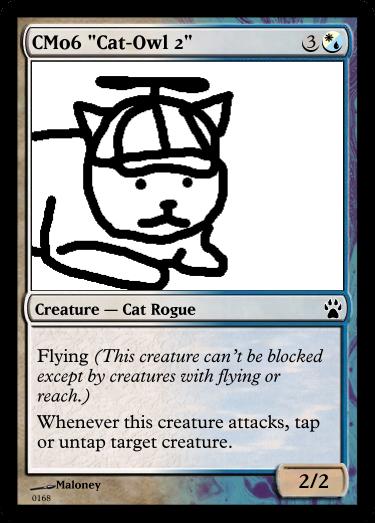 CMo6 "Cat-Owl 2" 3
Creature — Cat Rogue
Flying (This creature can't be blocked
except by creatures with flying or
reach.)
Whenever this creature attacks, tap
or untap target creature.
2/2
Maloney
0168